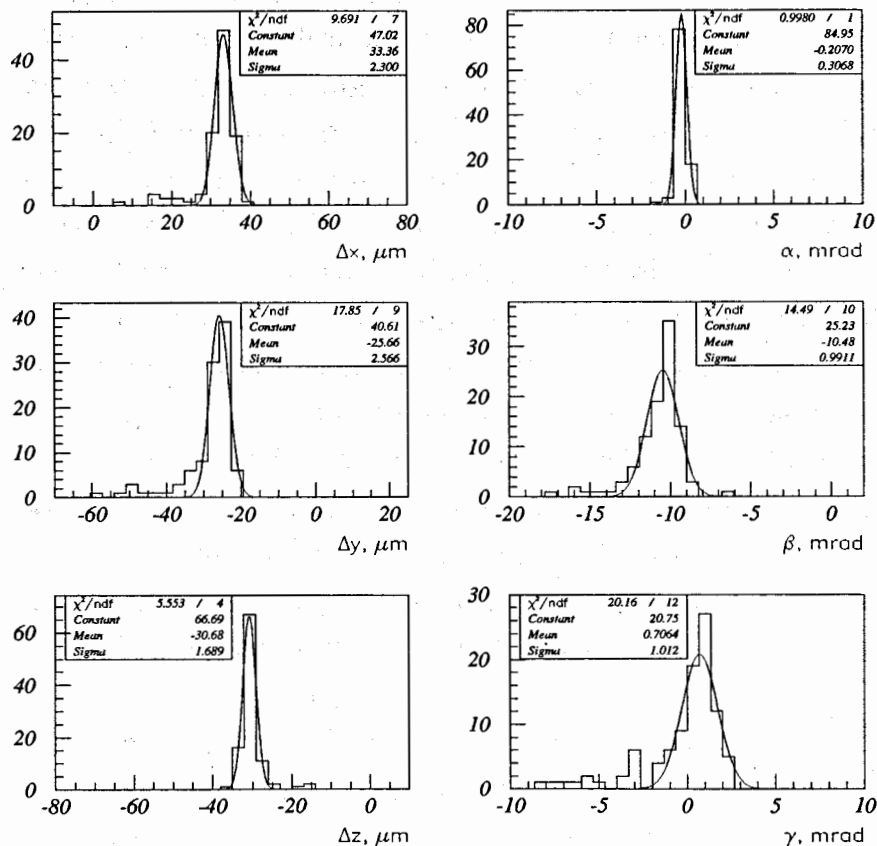 χ²/ndf 9.691 / 7
Constant 47.02
Mean 33.36
Sigma 2.300
40
20
0
0 20 40 60 80
Δx, μm
χ²/ndf 0.9980 / 1
Constant 84.95
Mean -0.2070
Sigma 0.3068
80
60
40
20
0
-10 -5 0 5 10
α, mrad
χ²/ndf 17.85 / 9
Constant 40.61
Mean -25.66
Sigma 2.566
40
30
20
10
0
-60 -40 -20 0 20
Δy, μm
χ²/ndf 14.49 / 10
Constant 25.23
Mean -10.48
Sigma 0.9911
30
20
10
0
-20 -15 -10 -5 0
β, mrad
χ²/ndf 5.553 / 4
Constant 66.69
Mean -30.68
Sigma 1.689
60
40
20
0
-80 -60 -40 -20 0
Δz, μm
χ²/ndf 20.16 / 12
Constant 20.75
Mean 0.7064
Sigma 1.012
30
20
10
0
-10 -5 0 5 10
γ, mrad